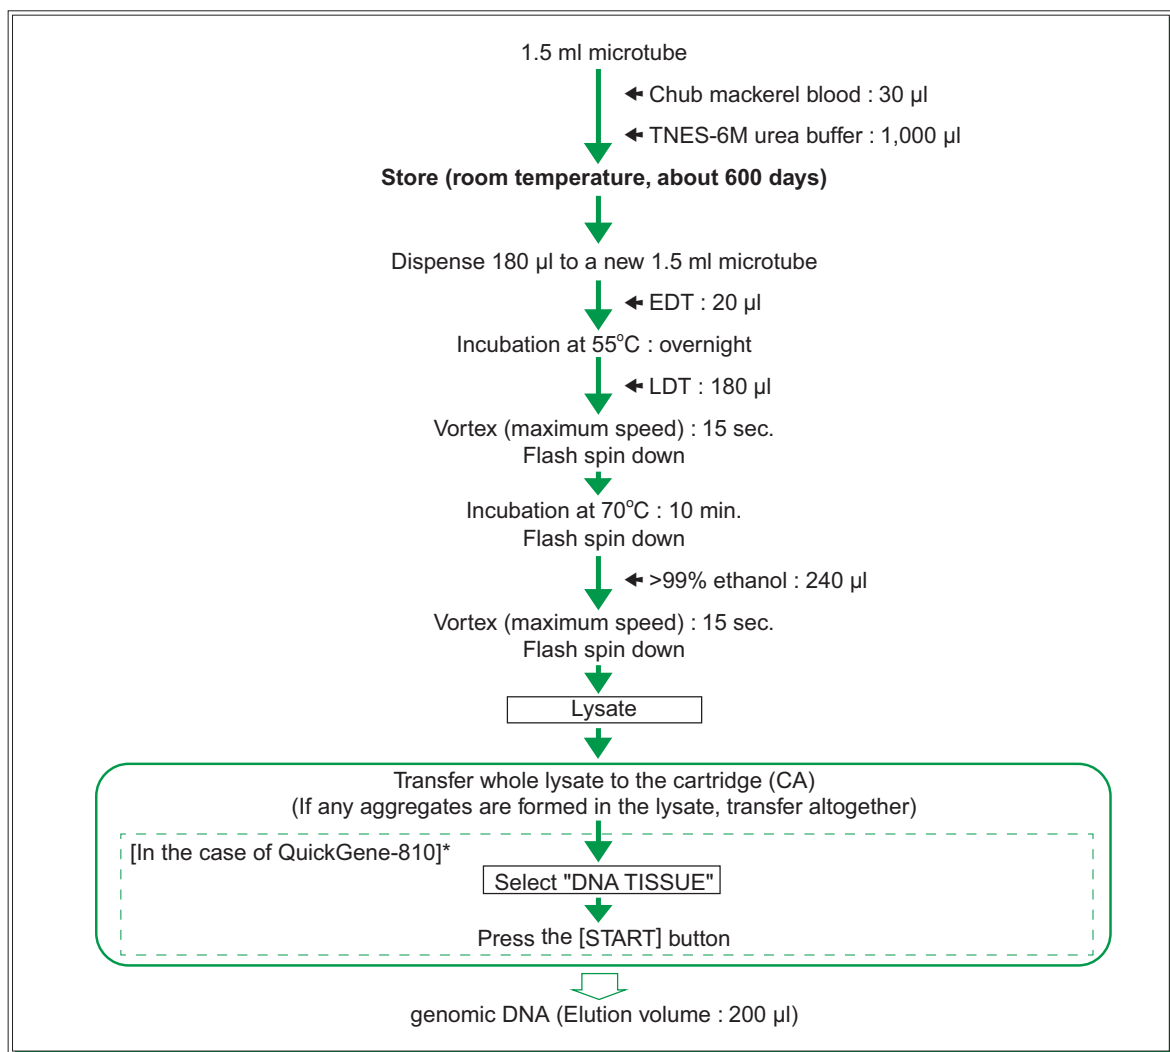 1.5 ml microtube
Chub mackerel blood : 30 µl
TNES-6M urea buffer : 1,000 µl
Store (room temperature, about 600 days)
Dispense 180 µl to a new 1.5 ml microtube
EDT : 20 µl
Incubation at 55°C : overnight
LDT : 180 µl
Vortex (maximum speed) : 15 sec.
Flash spin down
Incubation at 70°C : 10 min.
Flash spin down
>99% ethanol : 240 µl
Vortex (maximum speed) : 15 sec.
Flash spin down
Lysate
Transfer whole lysate to the cartridge (CA)
(If any aggregates are formed in the lysate, transfer altogether)
[In the case of QuickGene-810]*
Select "DNA TISSUE"
Press the [START] button
genomic DNA (Elution volume : 200 µl)